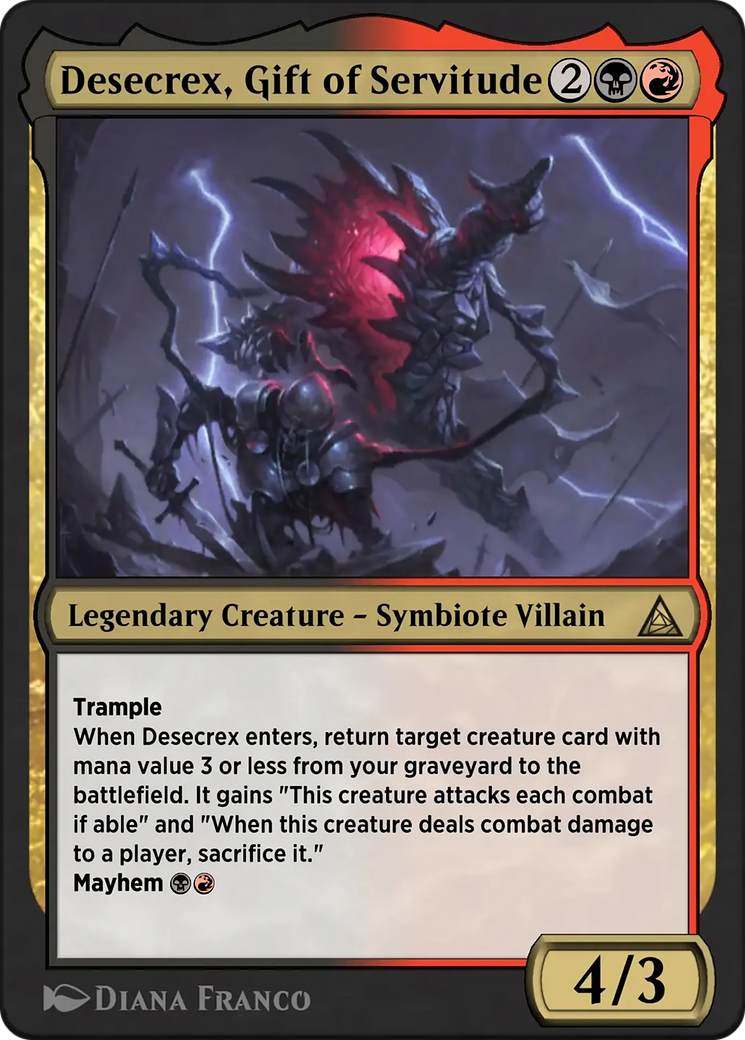 Desecrex, Gift of Servitude 2
Legendary Creature – Symbiote Villain
Trample
When Desecrex enters, return target creature card with
mana value 3 or less from your graveyard to the
battlefield. It gains "This creature attacks each combat
if able" and "When this creature deals combat damage
to a player, sacrifice it."
Mayhem
4/3
Diana Franco